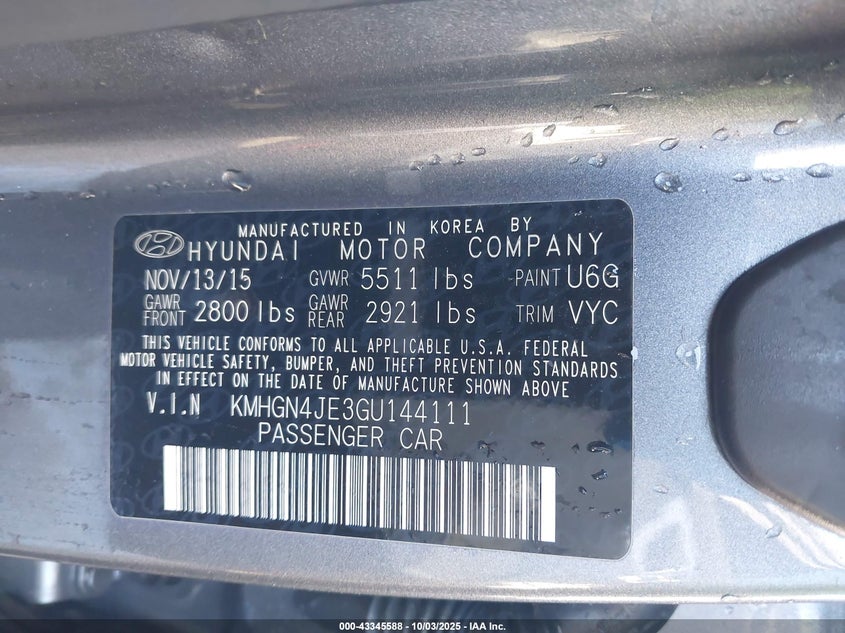 MANUFACTURED IN KOREA BY
HYUNDAI MOTOR COMPANY
NOV/13/15 GVWR 5511 lbs PAINT U6G
GAWR FRONT 2800 lbs GAWR REAR 2921 lbs TRIM VYC
THIS VEHICLE CONFORMS TO ALL APPLICABLE U.S.A. FEDERAL
MOTOR VEHICLE SAFETY, BUMPER, AND THEFT PREVENTION STANDARDS
IN EFFECT ON THE DATE OF MANUFACTURE SHOWN ABOVE
V.I.N KMHGN4JE3GU144111
PASSENGER CAR
000-43345588 - 10/03/2025 - IAA Inc.